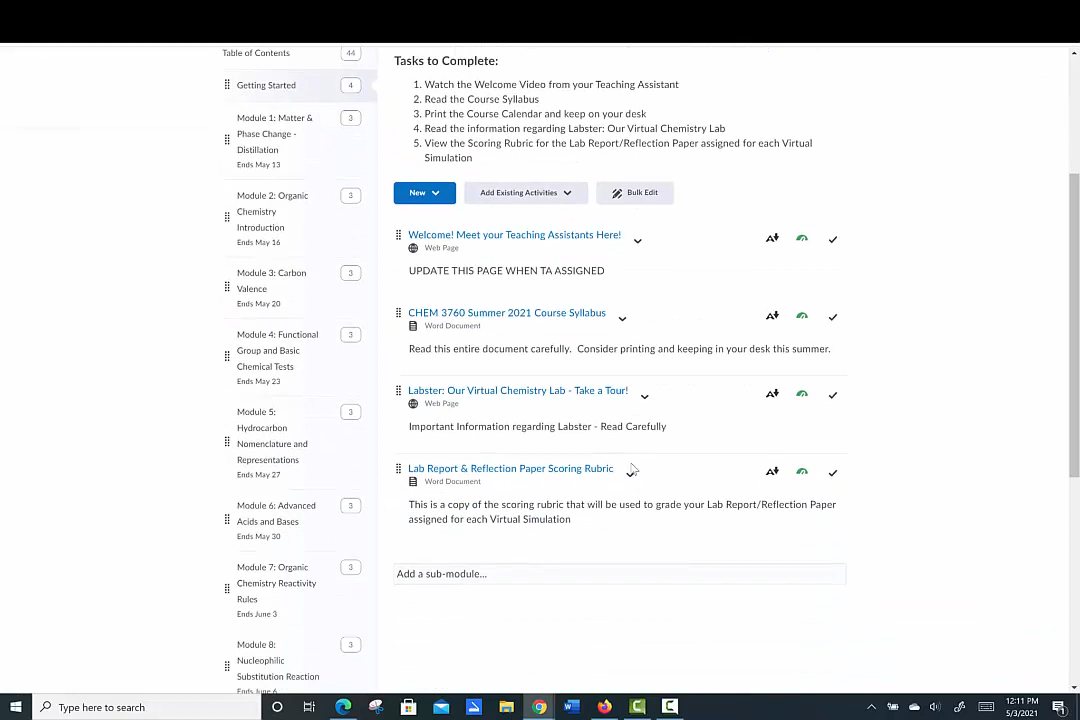 Table of Contents
44
Getting Started
4
Module 1: Matter &
Phase Change -
Distillation
Ends May 13
3
Module 2: Organic
Chemistry
Introduction
Ends May 16
3
Module 3: Carbon
Valence
Ends May 20
3
Module 4: Functional
Group and Basic
Chemical Tests
Ends May 23
3
Module 5:
Hydrocarbon
Nomenclature and
Representations
Ends May 27
3
Module 6: Advanced
Acids and Bases
Ends May 30
3
Module 7: Organic
Chemistry Reactivity
Rules
Ends June 3
3
Module 8:
Nucleophilic
Substitution Reaction
Ends June 6
3
Tasks to Complete:
1. Watch the Welcome Video from your Teaching Assistant
2. Read the Course Syllabus
3. Print the Course Calendar and keep on your desk
4. Read the information regarding Labster: Our Virtual Chemistry Lab
5. View the Scoring Rubric for the Lab Report/Reflection Paper assigned for each Virtual
Simulation
New
Add Existing Activities
Bulk Edit
Welcome! Meet your Teaching Assistants Here!
Web Page
UPDATE THIS PAGE WHEN TA ASSIGNED
CHEM 3760 Summer 2021 Course Syllabus
Word Document
Read this entire document carefully. Consider printing and keeping in your desk this summer.
Labster: Our Virtual Chemistry Lab - Take a Tour!
Web Page
Important Information regarding Labster - Read Carefully
Lab Report & Reflection Paper Scoring Rubric
Word Document
This is a copy of the scoring rubric that will be used to grade your Lab Report/Reflection Paper
assigned for each Virtual Simulation
Add a sub-module...
Type here to search
12:11 PM
5/3/2021